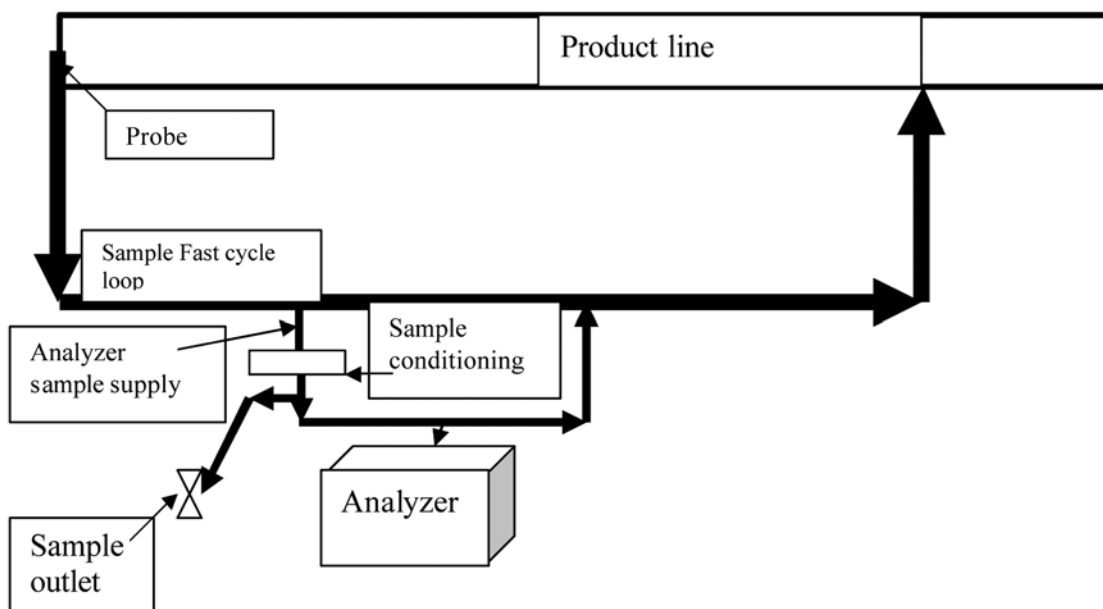 Product line
Probe
Sample Fast cycle
loop
Analyzer
sample supply
Sample
conditioning
Analyzer
Sample
outlet